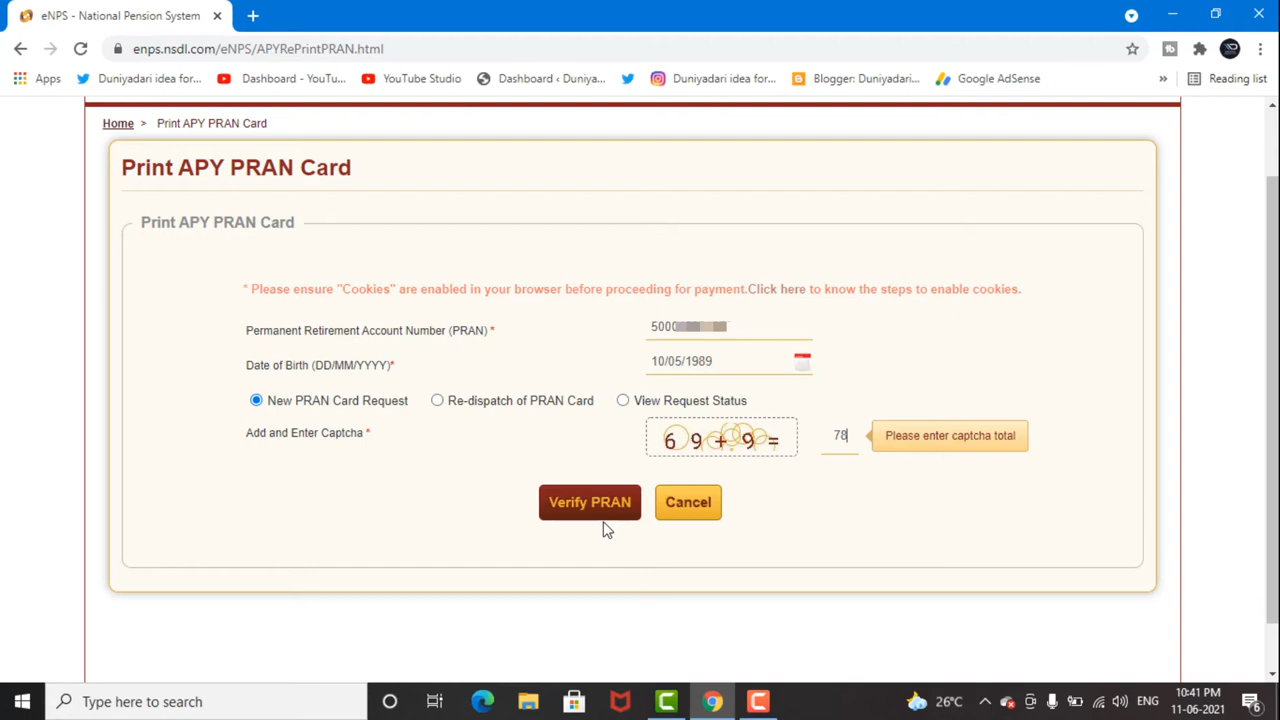 eNPS - National Pension System
enps.nsdl.com/eNPS/APYRePrintPRAN.html
Apps Duniyadari idea for... Dashboard - YouTu... YouTube Studio Dashboard ‹ Duniya... Duniyadari idea for... Blogger: Duniyadari... Google AdSense » Reading list
Home > Print APY PRAN Card
Print APY PRAN Card
Print APY PRAN Card
* Please ensure "Cookies" are enabled in your browser before proceeding for payment.Click here to know the steps to enable cookies.
Permanent Retirement Account Number (PRAN) * 5000
Date of Birth (DD/MM/YYYY)* 10/05/1989
New PRAN Card Request Re-dispatch of PRAN Card View Request Status
Add and Enter Captcha * 6 9 + 9 = 78 Please enter captcha total
Verify PRAN Cancel
Type here to search 26°C ENG 10:41 PM
11-06-2021 6